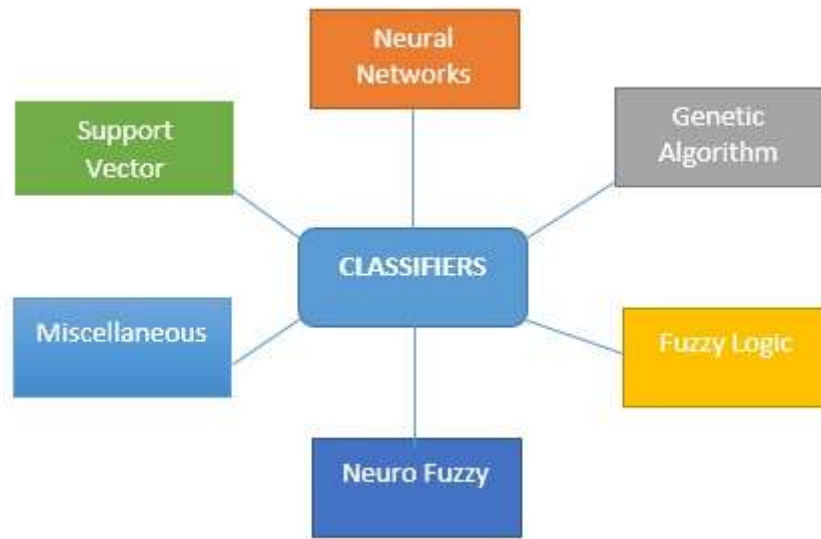 Neural
Networks
Support
Vector
Genetic
Algorithm
CLASSIFIERS
Miscellaneous
Fuzzy Logic
Neuro Fuzzy